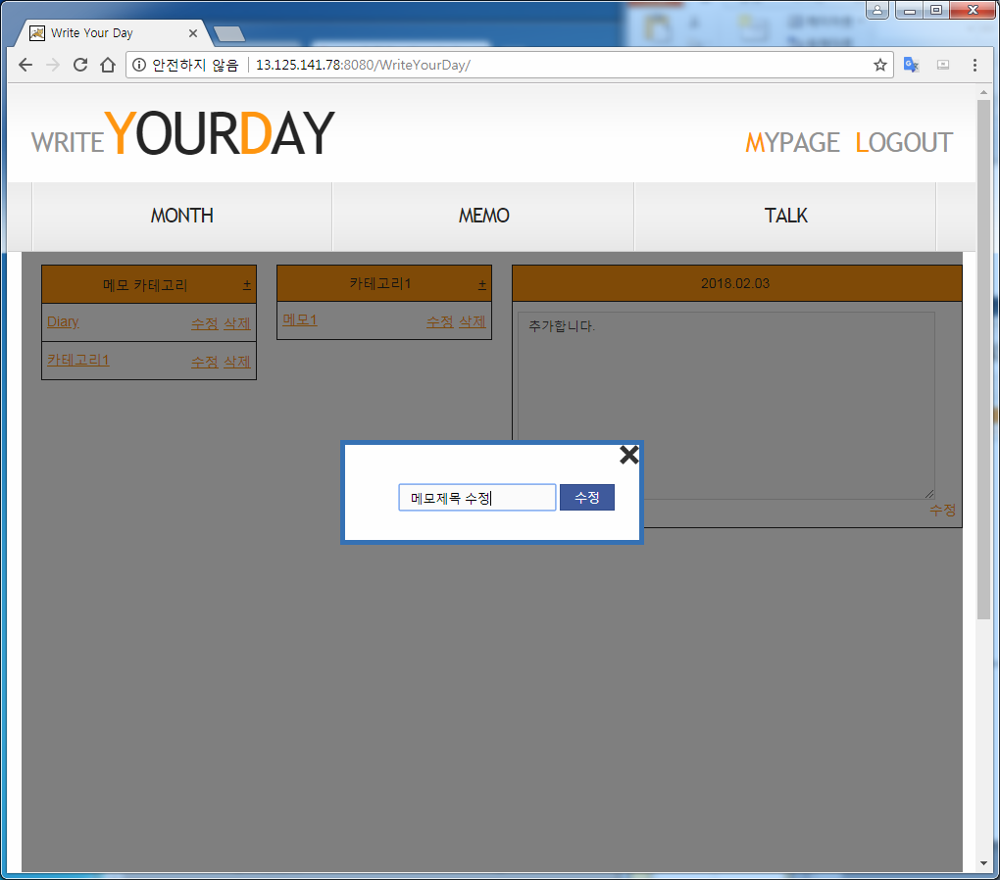 Write Your Day
안전하지 않음 13.125.141.78:8080/WriteYourDay/
WRITE YOURDAY
MYPAGE LOGOUT
MONTH MEMO TALK
메모 카테고리 +
Diary 수정 삭제
카테고리1 수정 삭제
카테고리1 +
메모1 수정 삭제
2018.02.03
추가합니다.
수정
메모제목 수정 수정